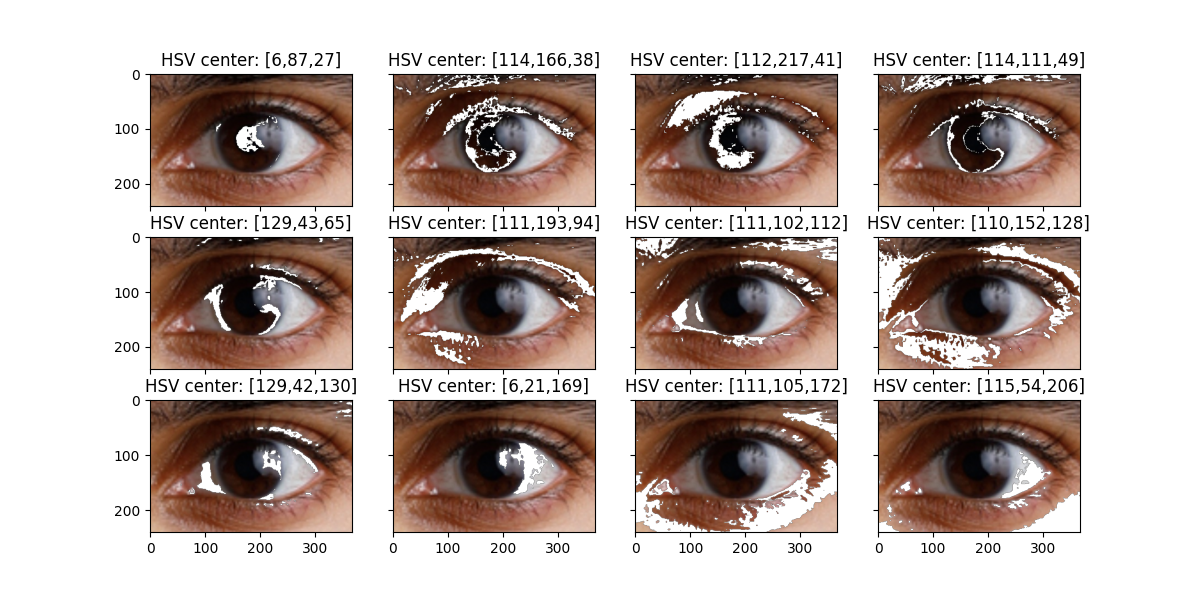 HSV center: [6,87,27] HSV center: [114,166,38] HSV center: [112,217,41] HSV center: [114,111,49]
0
100
200
HSV center: [129,43,65] HSV center: [111,193,94] HSV center: [111,102,112] HSV center: [110,152,128]
0
100
200
HSV center: [129,42,130] HSV center: [6,21,169] HSV center: [111,105,172] HSV center: [115,54,206]
0
100
200
0 100 200 300 0 100 200 300 0 100 200 300 0 100 200 300